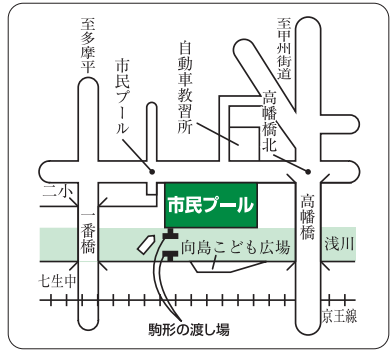 至多摩平
市民プール
自動車教習所
至甲州街道
高幡橋北
二小
市民プール
一番橋
高幡橋
向島こども広場
浅川
七生中
京王線
駒形の渡し場